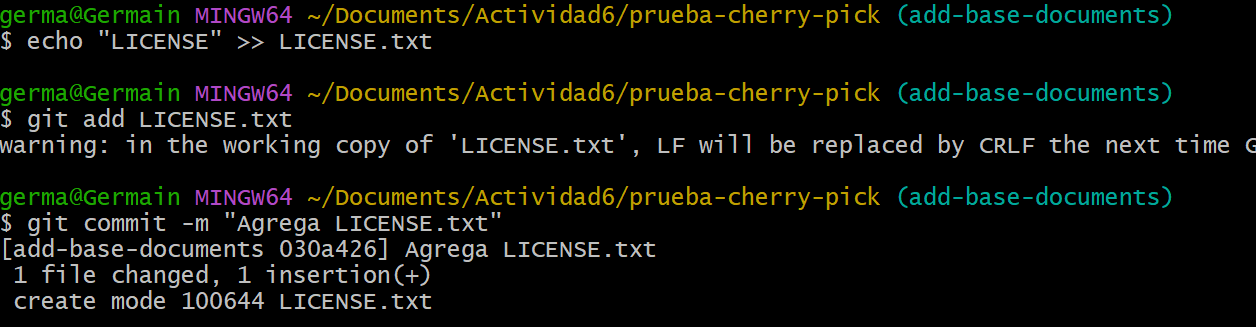 germa@Germain MINGW64 ~/Documents/Actividad6/prueba-cherry-pick (add-base-documents)
$ echo "LICENSE" >> LICENSE.txt
germa@Germain MINGW64 ~/Documents/Actividad6/prueba-cherry-pick (add-base-documents)
$ git add LICENSE.txt
warning: in the working copy of 'LICENSE.txt', LF will be replaced by CRLF the next time G
germa@Germain MINGW64 ~/Documents/Actividad6/prueba-cherry-pick (add-base-documents)
$ git commit -m "Agrega LICENSE.txt"
[add-base-documents 030a426] Agrega LICENSE.txt
 1 file changed, 1 insertion(+)
 create mode 100644 LICENSE.txt